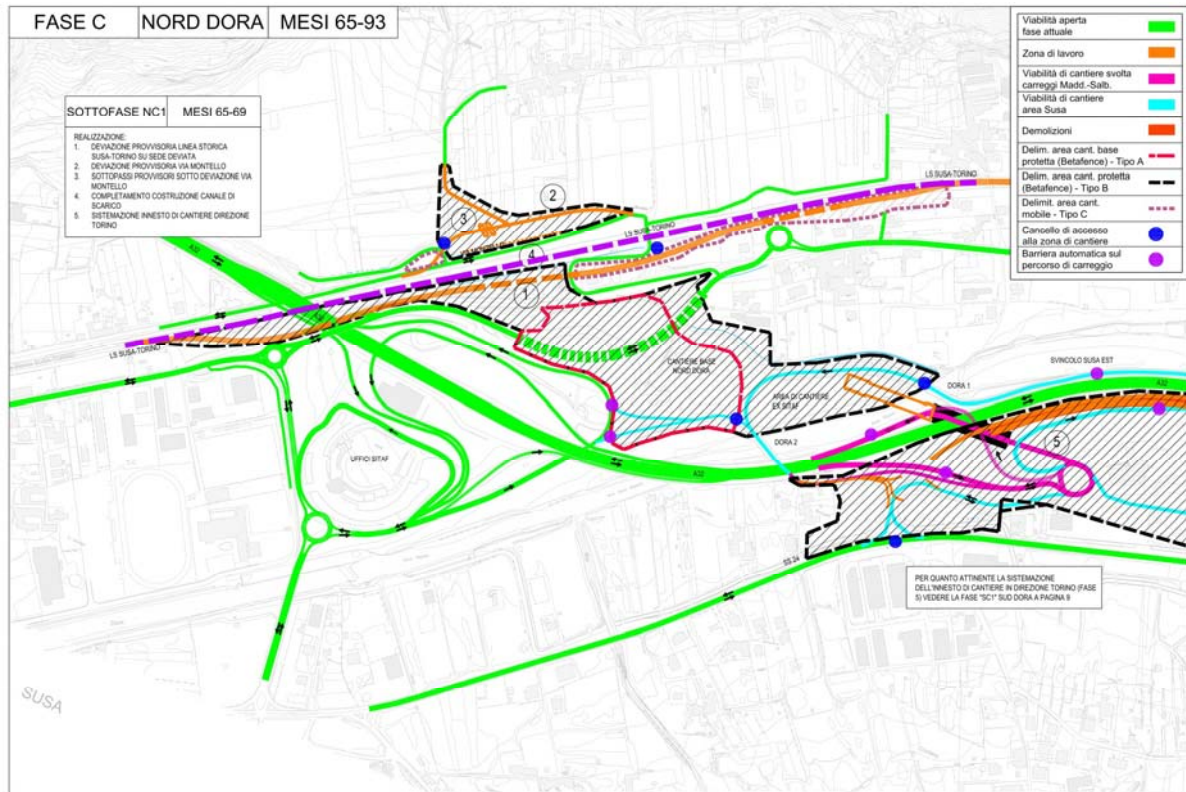 FASE C
NORD DORA
MESI 65-93
SOTTOFASE NC1
MESI 65-69
REALIZZAZIONE:
1. DEVIAZIONE PROVVISORIA LINEA STORICA
SUSA-TORINO SU SEDE DEVIATA
2. DEVIAZIONE PROVVISORIA VIA MONTELLO
3. SOTTOPASSI PROVVISORI SOTTO DEVIAZIONE VIA
MONTELLO
4. COMPLETAMENTO COSTRUZIONE CANALE DI
SCARICO
5. SISTEMAZIONE INNESTO DI CANTIERE DIREZIONE
TORINO
Viabilità aperta
fase attuale
Zona di lavoro
Viabilità di cantiere svolta
carreggi Madd.-Salb.
Viabilità di cantiere
area Susa
Demolizioni
Delim. area cant. base
protetta (Betafence) - Tipo A
Delim. area cant. protetta
(Betafence) - Tipo B
Delimit. area cant.
mobile - Tipo C
Cancello di accesso
alla zona di cantiere
Barriera automatica sul
percorso di carreggio
A32
LS SUSA-TORINO
2
3
LS SUSA-TORINO
4
1
A32
LS SUSA-TORINO
CANTIERE BASE
NORD DORA
AREA DI CANTIERE
EX SITAF
DORA 1
SVINCOLO SUSA EST
A32
DORA 2
5
UFFICI SITAF
A32
SS 24
PER QUANTO ATTINENTE LA SISTEMAZIONE
DELL'INNESTO DI CANTIERE IN DIREZIONE TORINO (FASE
5) VEDERE LA FASE "SC1" SUD DORA A PAGINA 9
SUSA